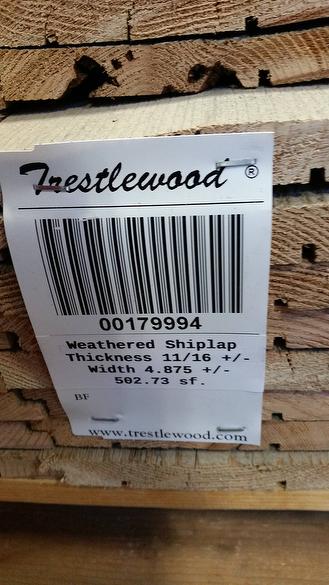 Trestlewood ®
00179994
Weathered Shiplap
Thickness 11/16 +/-
Width 4.875 +/-
502.73 sf.
BF
www.trestlewood.com